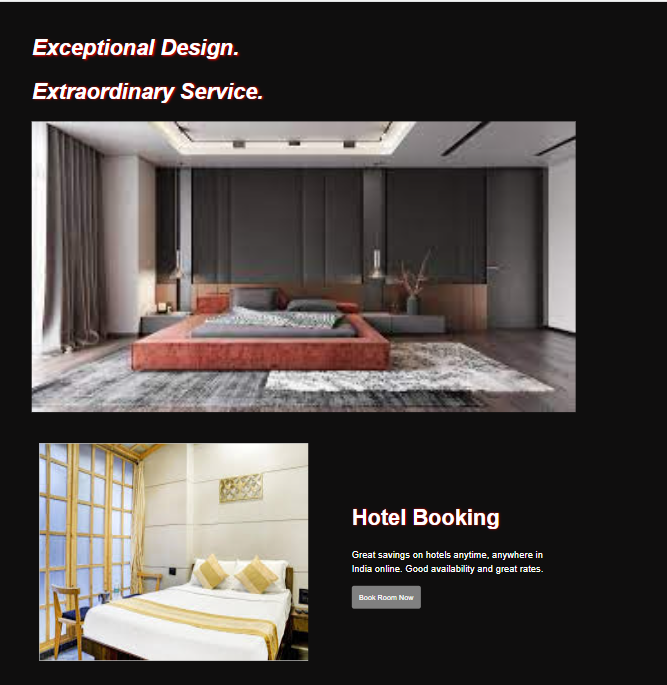 Exceptional Design.
Extraordinary Service.
Hotel Booking
Great savings on hotels anytime, anywhere in
India online. Good availability and great rates.
Book Room Now